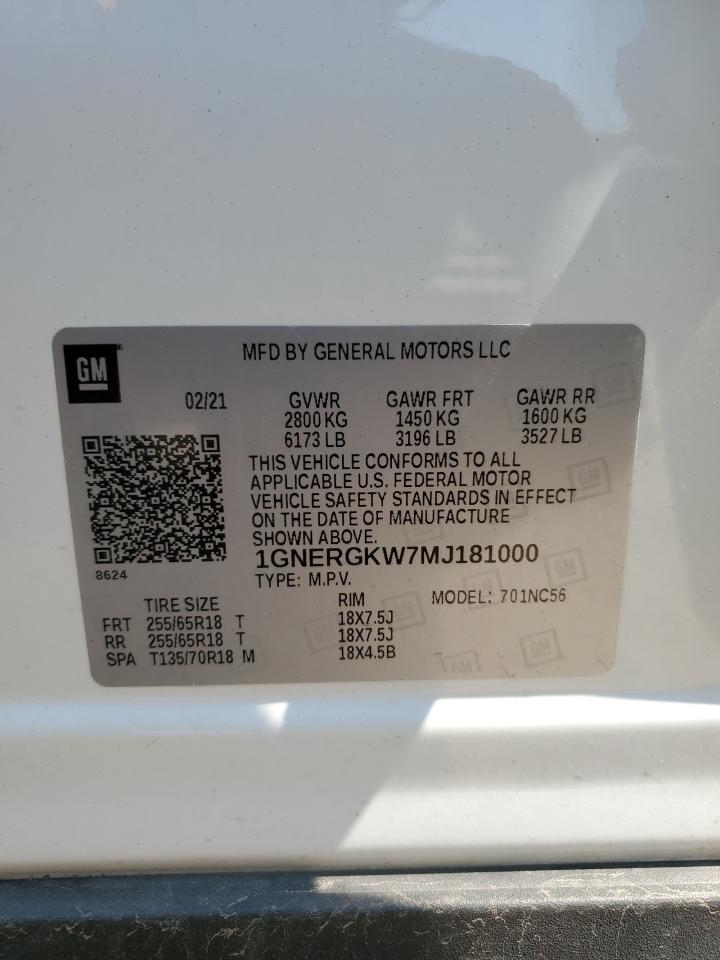 GM
MFD BY GENERAL MOTORS LLC
02/21 GVWR GAWR FRT GAWR RR
2800 KG 1450 KG 1600 KG
6173 LB 3196 LB 3527 LB
THIS VEHICLE CONFORMS TO ALL
APPLICABLE U.S. FEDERAL MOTOR
VEHICLE SAFETY STANDARDS IN EFFECT
ON THE DATE OF MANUFACTURE
SHOWN ABOVE.
8624
1GNERGKW7MJ181000
TYPE: M.P.V.
TIRE SIZE RIM MODEL: 701NC56
FRT 255/65R18 T 18X7.5J
RR 255/65R18 T 18X7.5J
SPA T135/70R18 M 18X4.5B